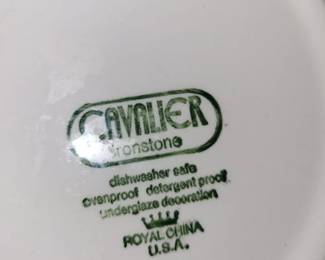 CAVALIER
ironstone
dishwasher safe
ovenproof detergent proof
underglaze decoration
ROYAL CHINA
U.S.A.